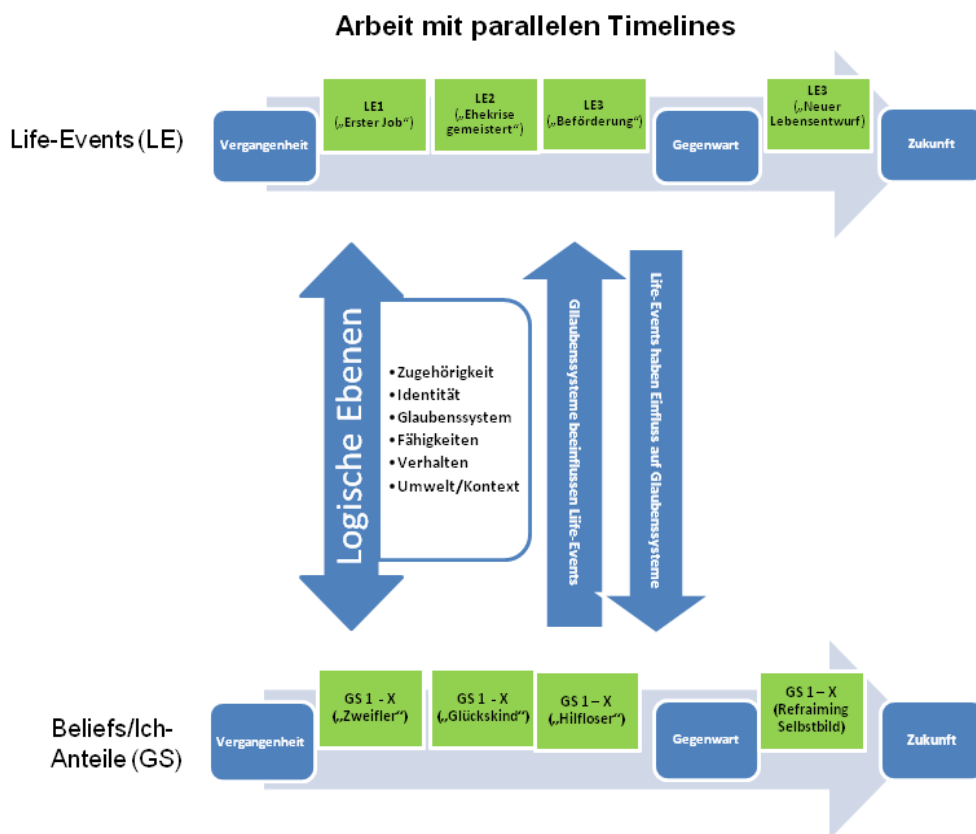 Arbeit mit parallelen Timelines
Life-Events (LE)
Vergangenheit
LE1
(„Erster Job“)
LE2
(„Ehekrise
gemeistert“)
LE3
(„Beförderung“)
Gegenwart
LE3
(„Neuer
Lebensentwurf)
Zukunft
Logische Ebenen
• Zugehörigkeit
• Identität
• Glaubenssystem
• Fähigkeiten
• Verhalten
• Umwelt/Kontext
Gllaubenssysteme beeinflussen Liife-Events
Life-Events haben Einfluss auf Glaubenssysteme
Beliefs/Ich-
Anteile (GS)
Vergangenheit
GS 1 - X
(„Zweifler“)
GS 1 - X
(„Glückskind“)
GS 1 – X
(„Hilfloser“)
Gegenwart
GS 1 – X
(Refraiming
Selbstbild)
Zukunft